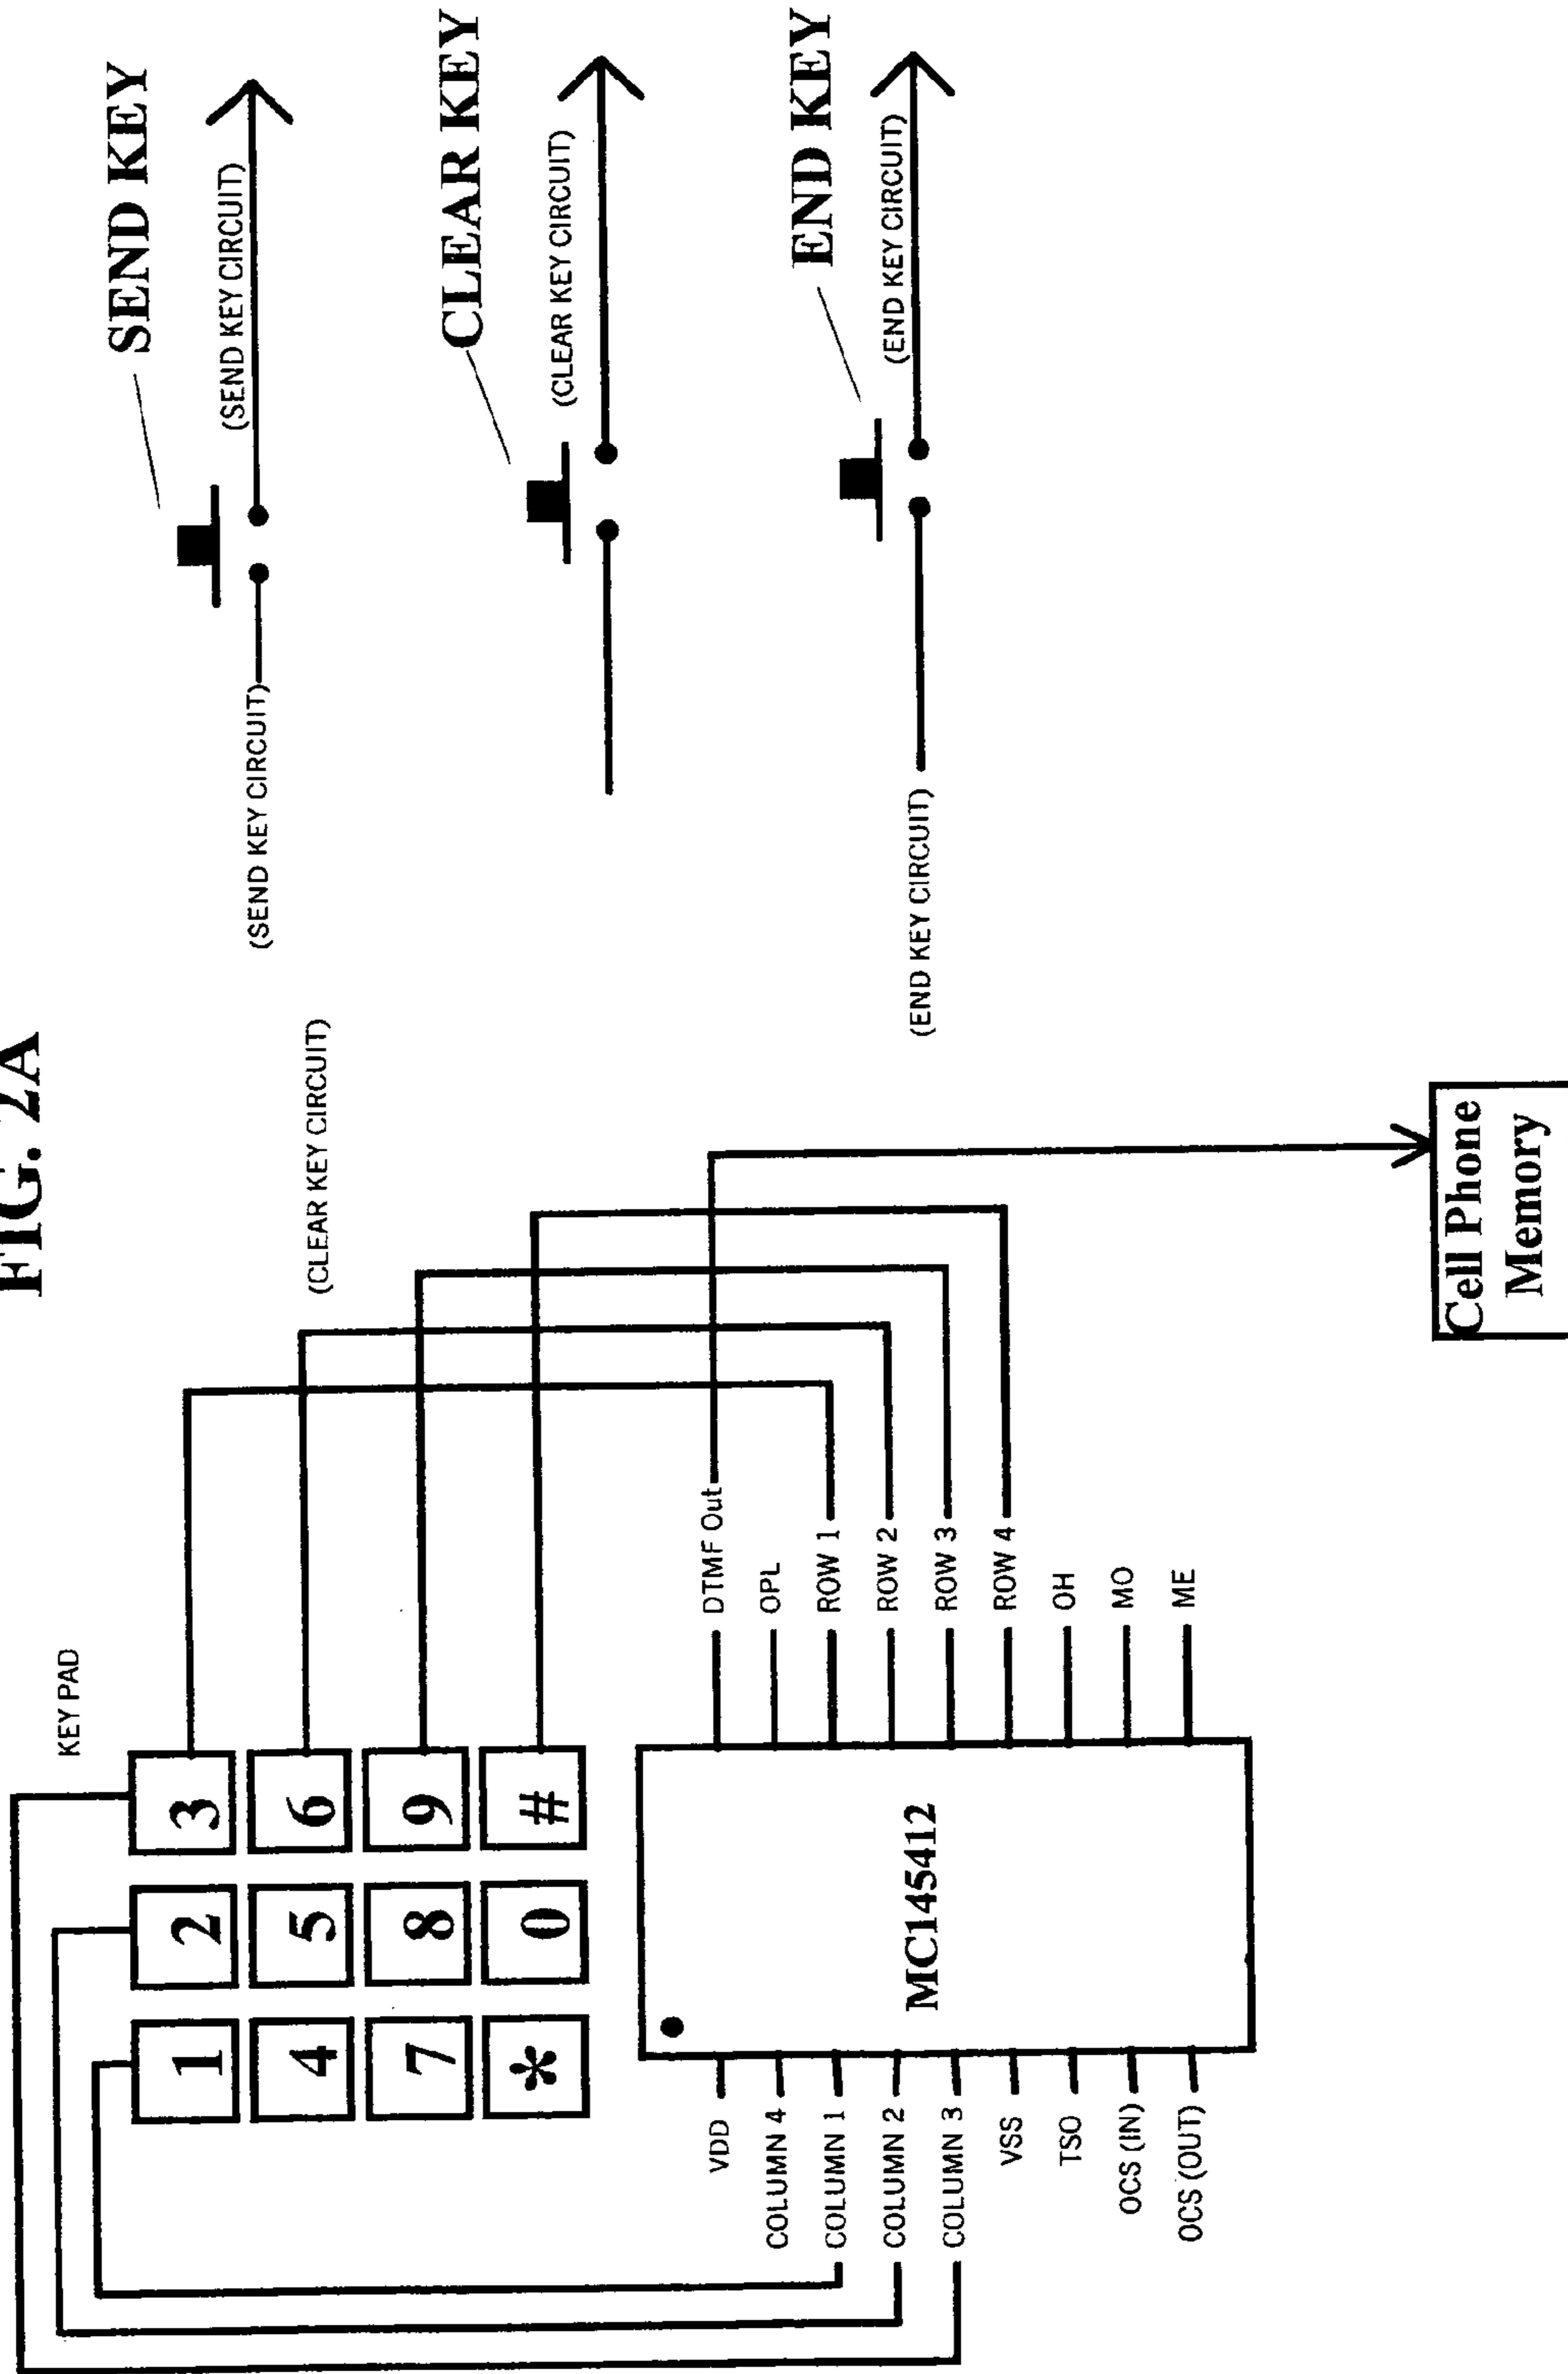 FIG. 2A
KEY PAD
1 2 3
4 5 6
7 8 9
* 0 #
(CLEAR KEY CIRCUIT)
(SEND KEY CIRCUIT)
(SEND KEY CIRCUIT)
SEND KEY
(CLEAR KEY CIRCUIT)
CLEAR KEY
(END KEY CIRCUIT)
(END KEY CIRCUIT)
END KEY
MC145412
VDD
COLUMN 4
COLUMN 1
COLUMN 2
COLUMN 3
VSS
TSO
OCS (IN)
OCS (OUT)
DTMF Out
OPL
ROW 1
ROW 2
ROW 3
ROW 4
OH
MO
ME
Cell Phone
Memory